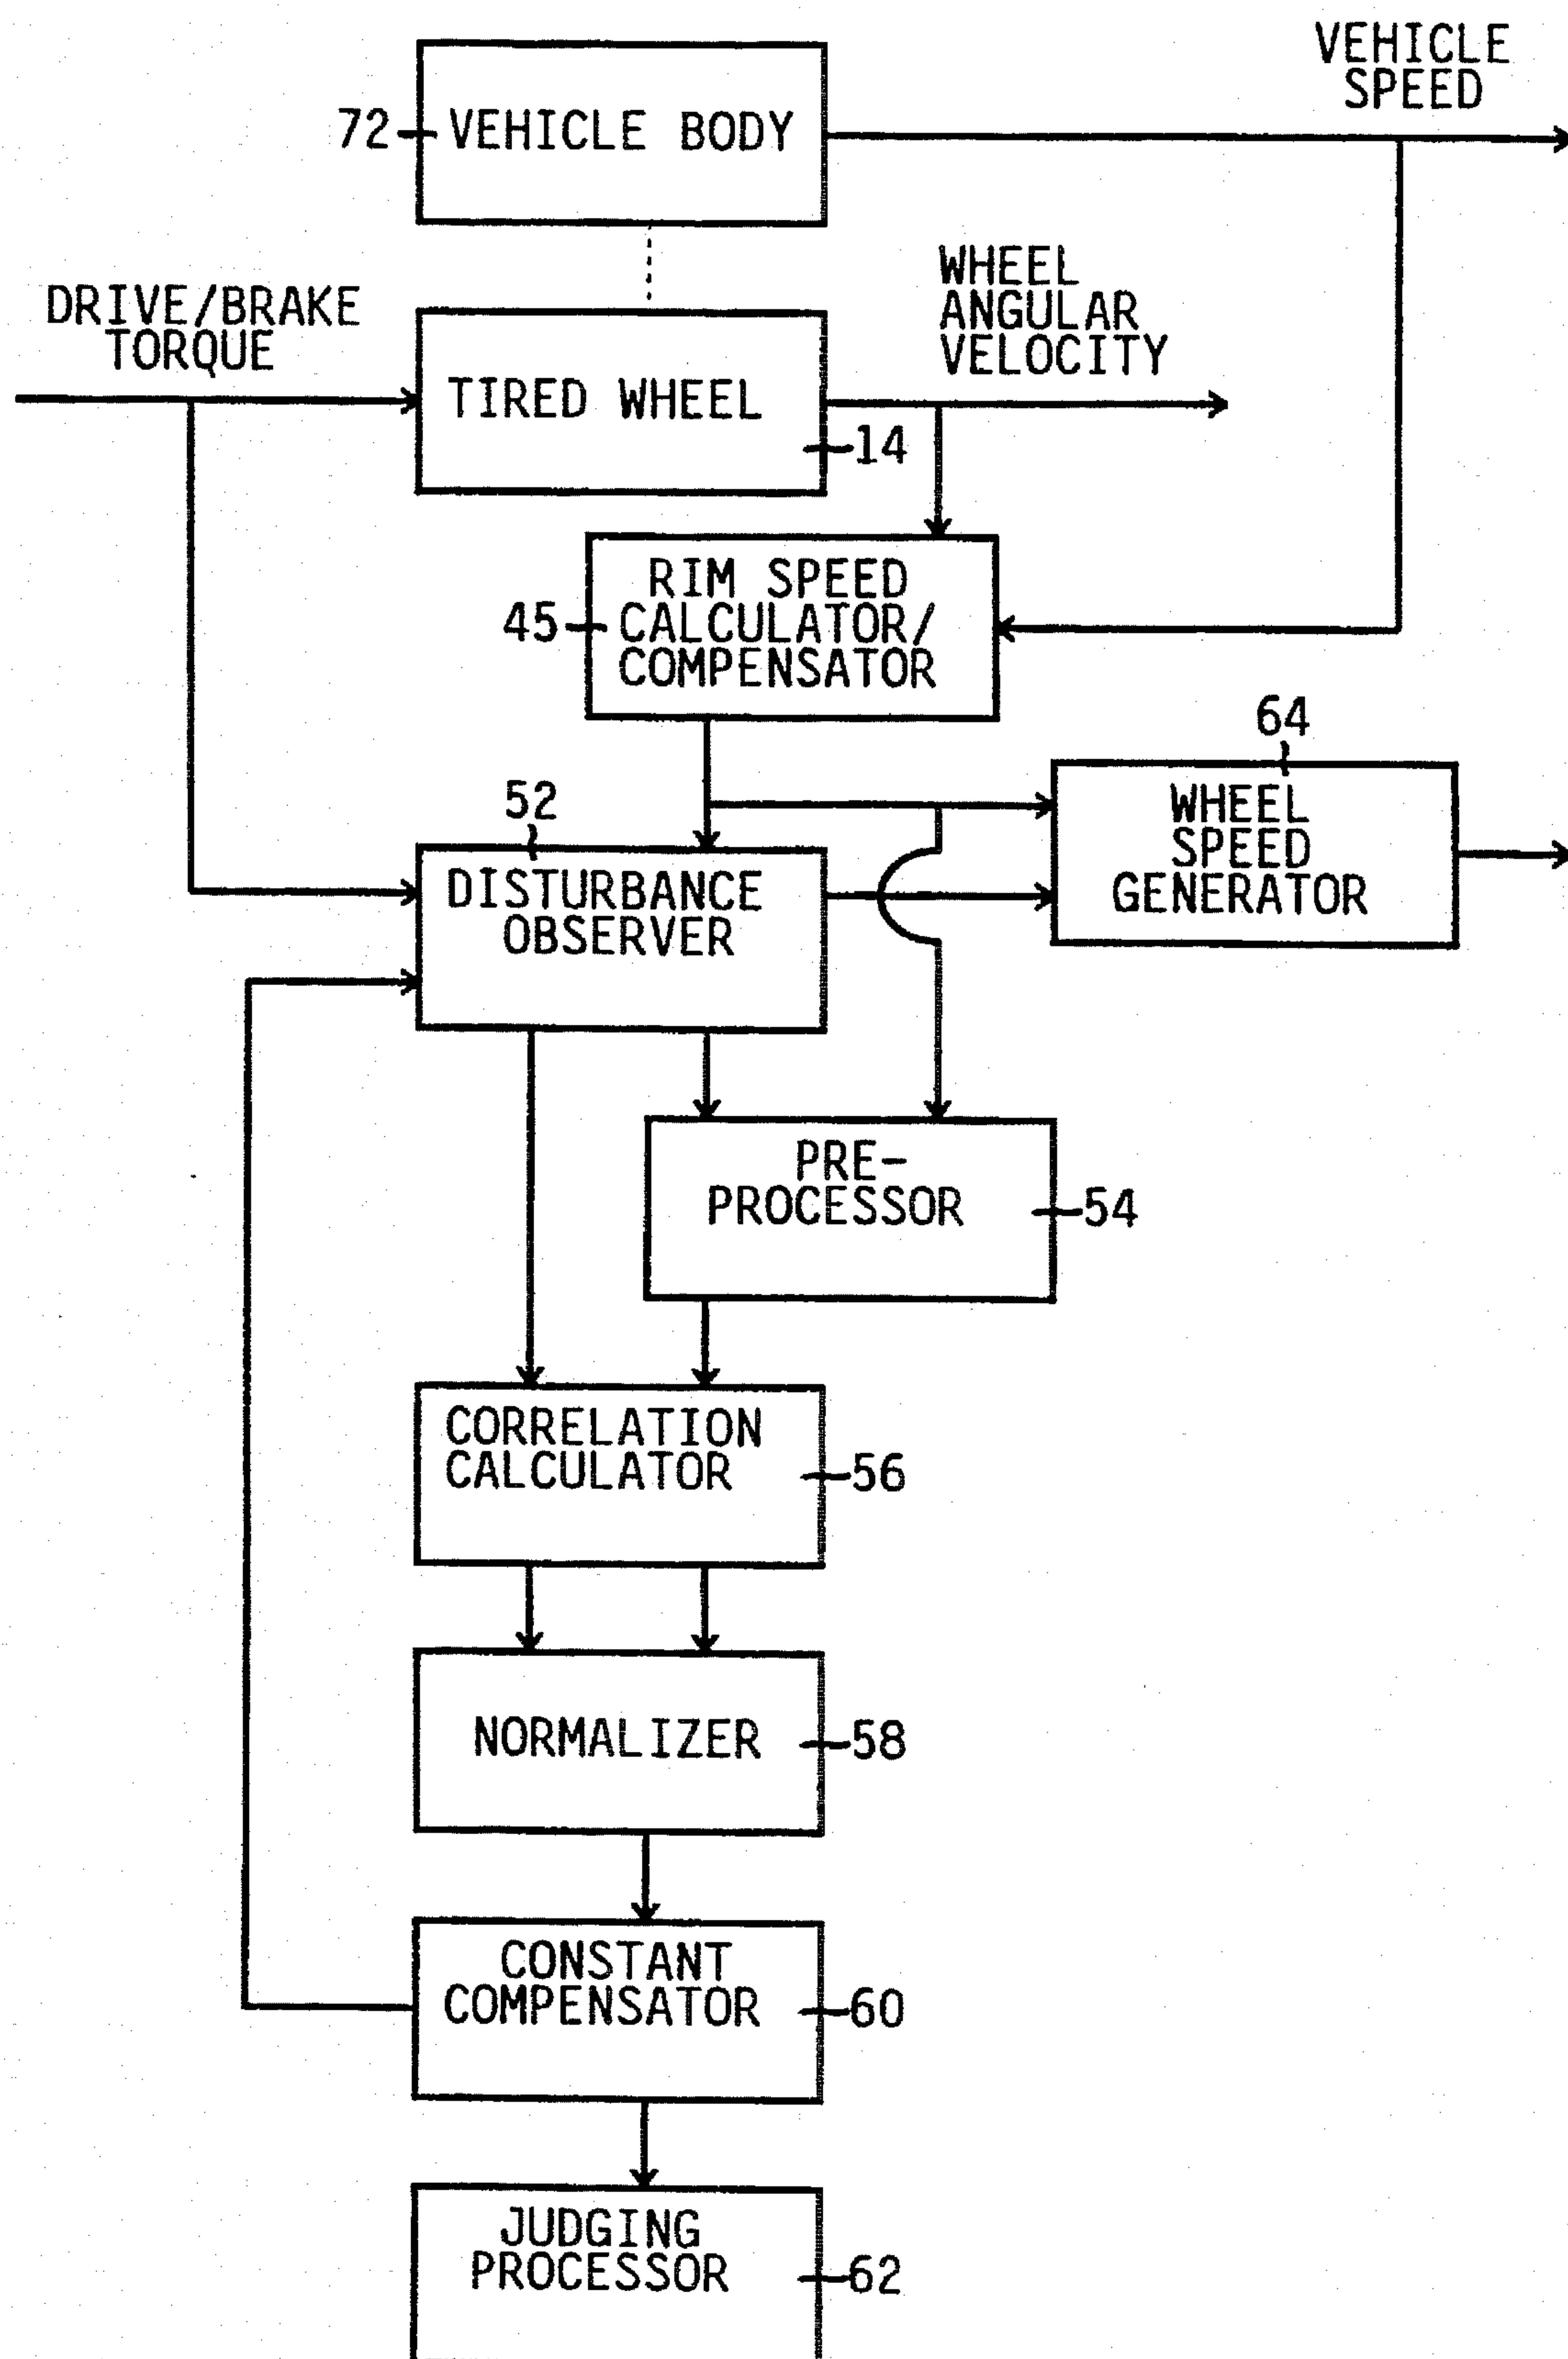 VEHICLE
SPEED
72
VEHICLE BODY
DRIVE/BRAKE
TORQUE
WHEEL
ANGULAR
VELOCITY
TIRED WHEEL
14
RIM SPEED
CALCULATOR/
COMPENSATOR
45
64
WHEEL
SPEED
GENERATOR
52
DISTURBANCE
OBSERVER
PRE-
PROCESSOR
54
CORRELATION
CALCULATOR
56
NORMALIZER
58
CONSTANT
COMPENSATOR
60
JUDGING
PROCESSOR
62